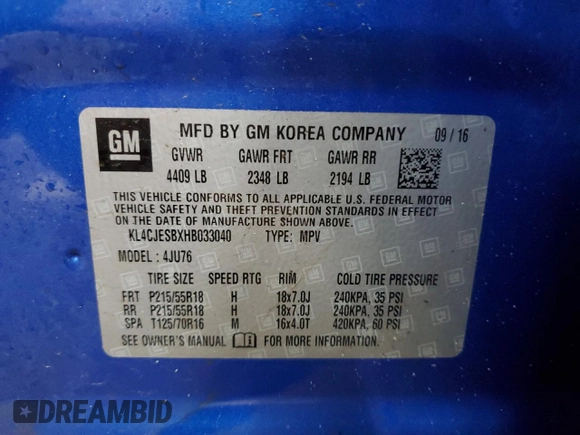 GM
MFD BY GM KOREA COMPANY 09 / 16
GVWR GAWR FRT GAWR RR
4409 LB 2348 LB 2194 LB
THIS VEHICLE CONFORMS TO ALL APPLICABLE U.S. FEDERAL MOTOR
VEHICLE SAFETY AND THEFT PREVENTION STANDARDS IN EFFECT
ON THE DATE OF MANUFACTURE SHOWN ABOVE.
KL4CJESBXHB033040 TYPE: MPV
MODEL : 4JU76
TIRE SIZE SPEED RTG RIM COLD TIRE PRESSURE
FRT P215/55R18 H 18x7.0J 240KPA, 35 PSI
RR P215/55R18 H 18x7.0J 240KPA, 35 PSI
SPA T125/70R16 M 16x4.0T 420KPA, 60 PSI
SEE OWNER'S MANUAL FOR MORE INFORMATION.
DREAMBID